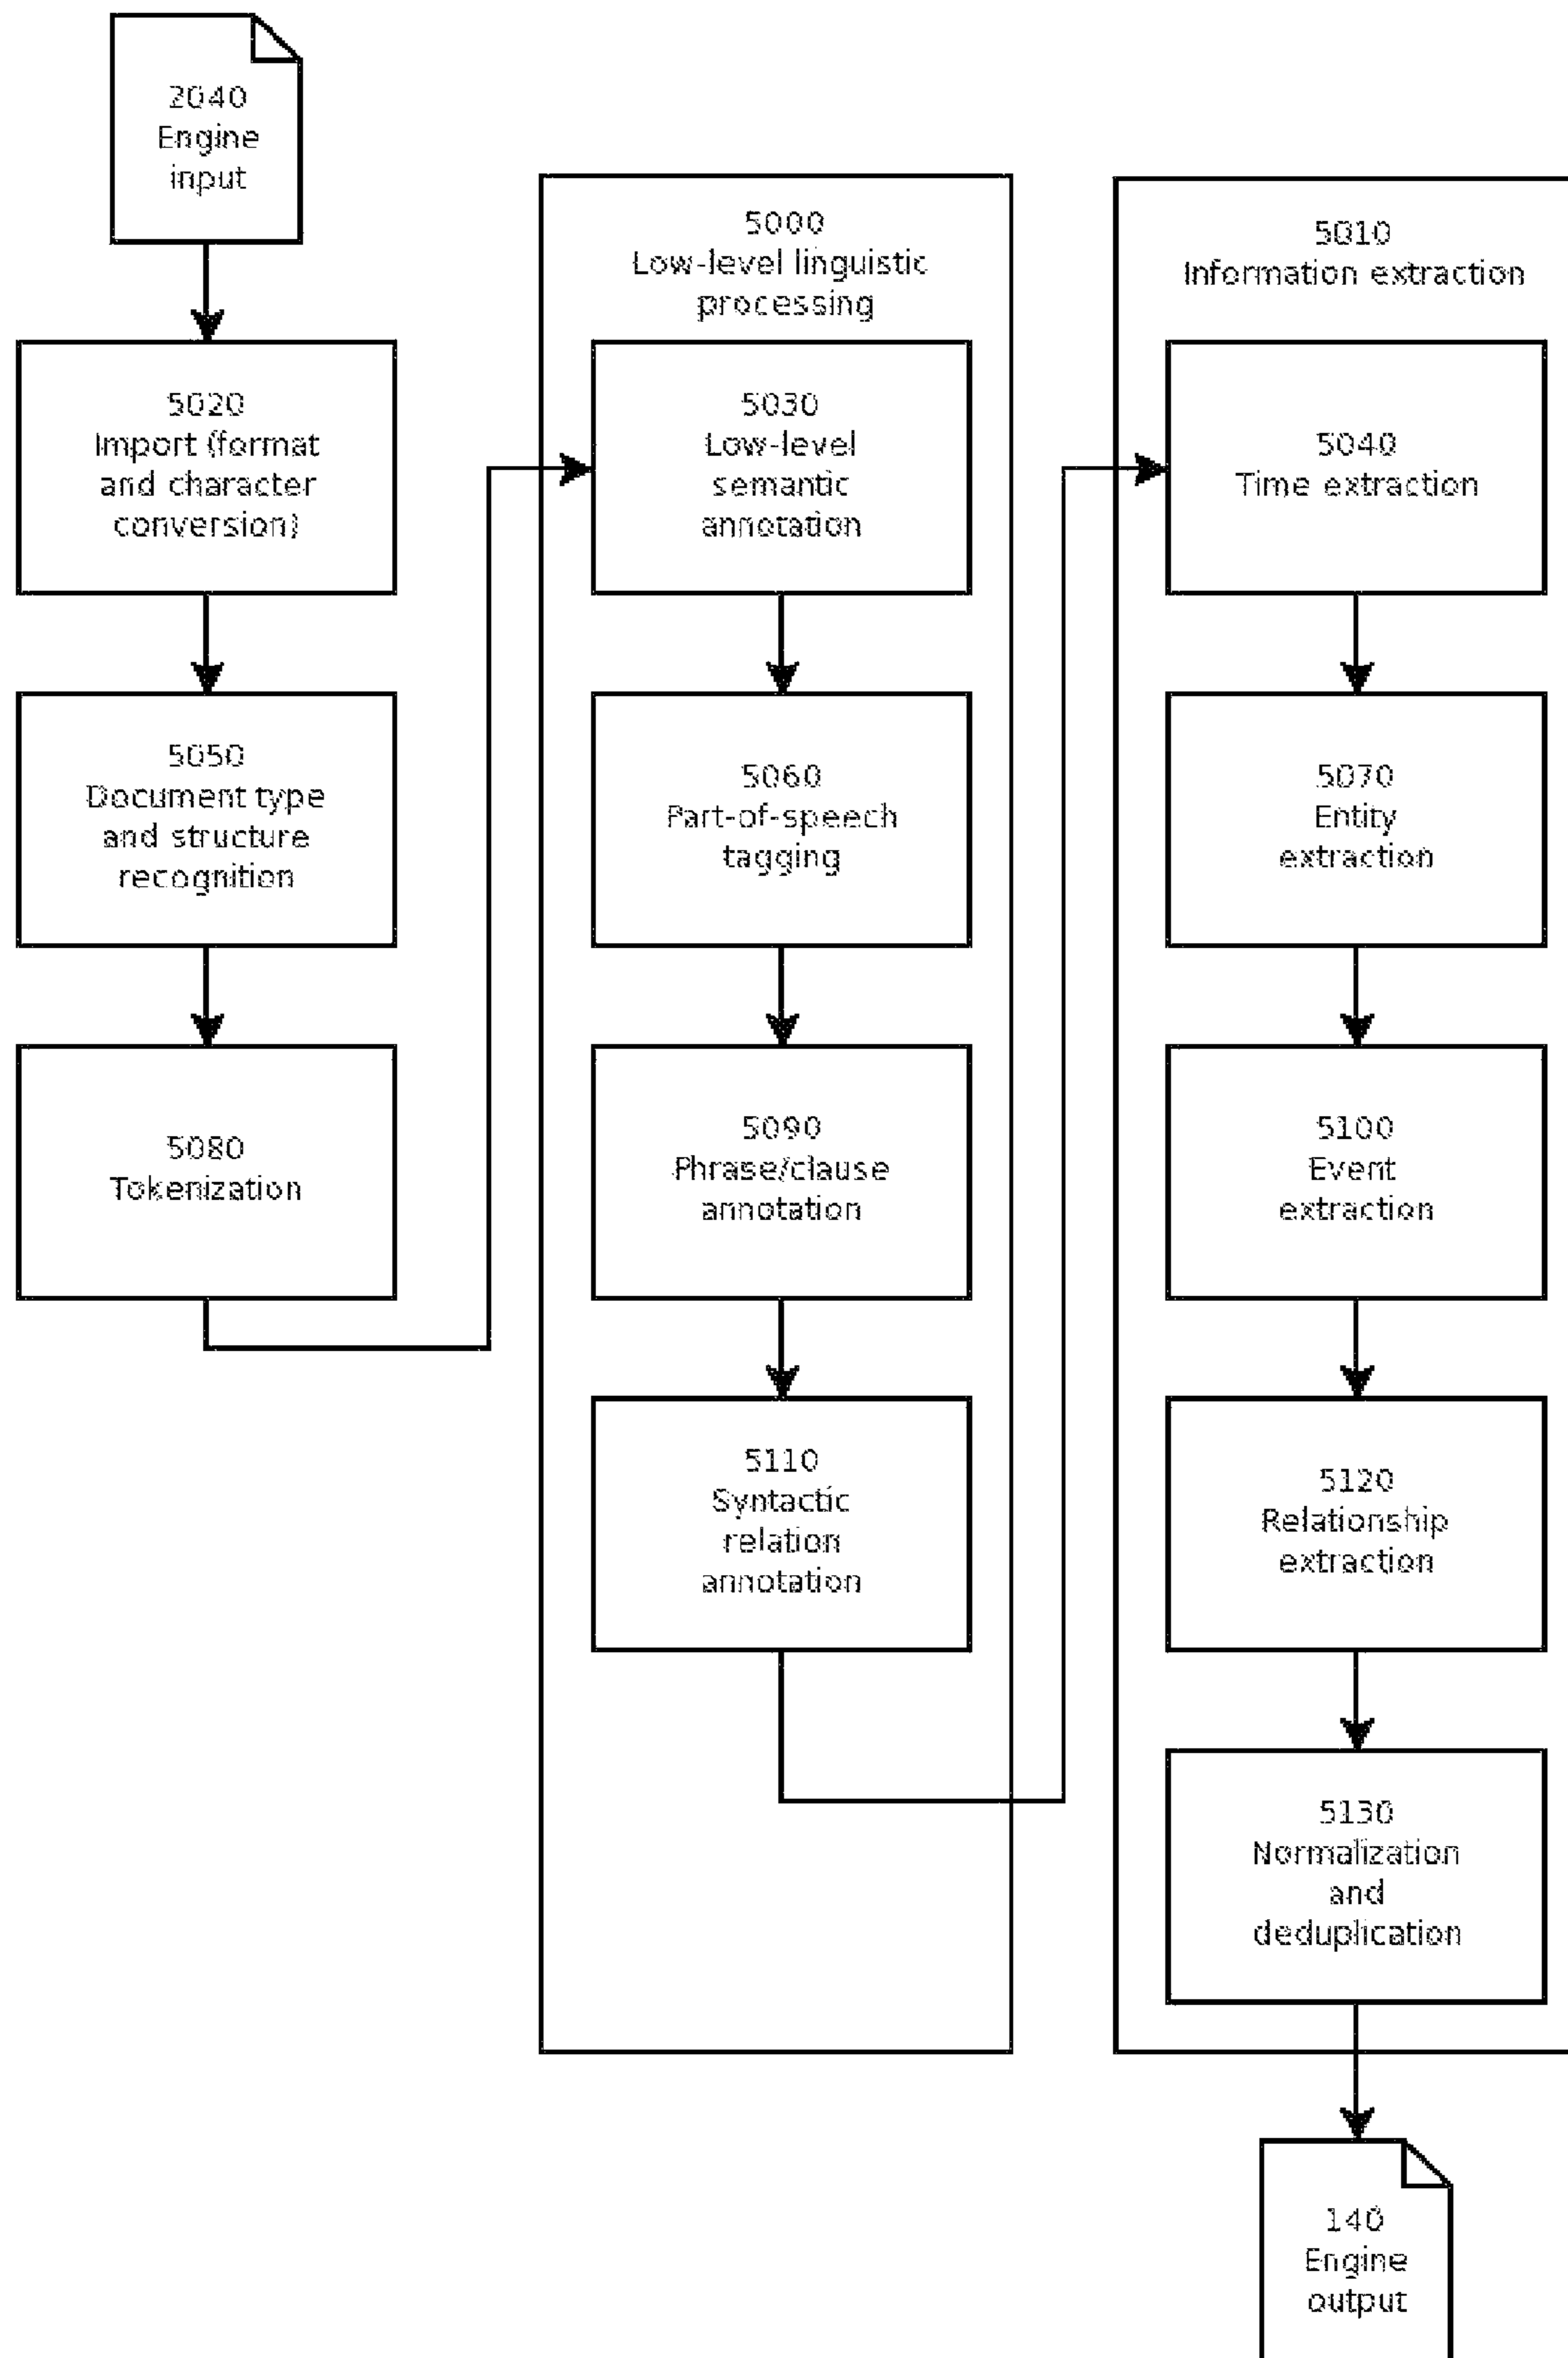 2040
Engine
input
5020
Import (format
and character
conversion)
5050
Document type
and structure
recognition
5080
Tokenization
5000
Low-level linguistic
processing
5030
Low-level
semantic
annotation
5060
Part-of-speech
tagging
5090
Phrase/clause
annotation
5110
Syntactic
relation
annotation
5010
Information extraction
5040
Time extraction
5070
Entity
extraction
5100
Event
extraction
5120
Relationship
extraction
5130
Normalization
and
deduplication
140
Engine
output